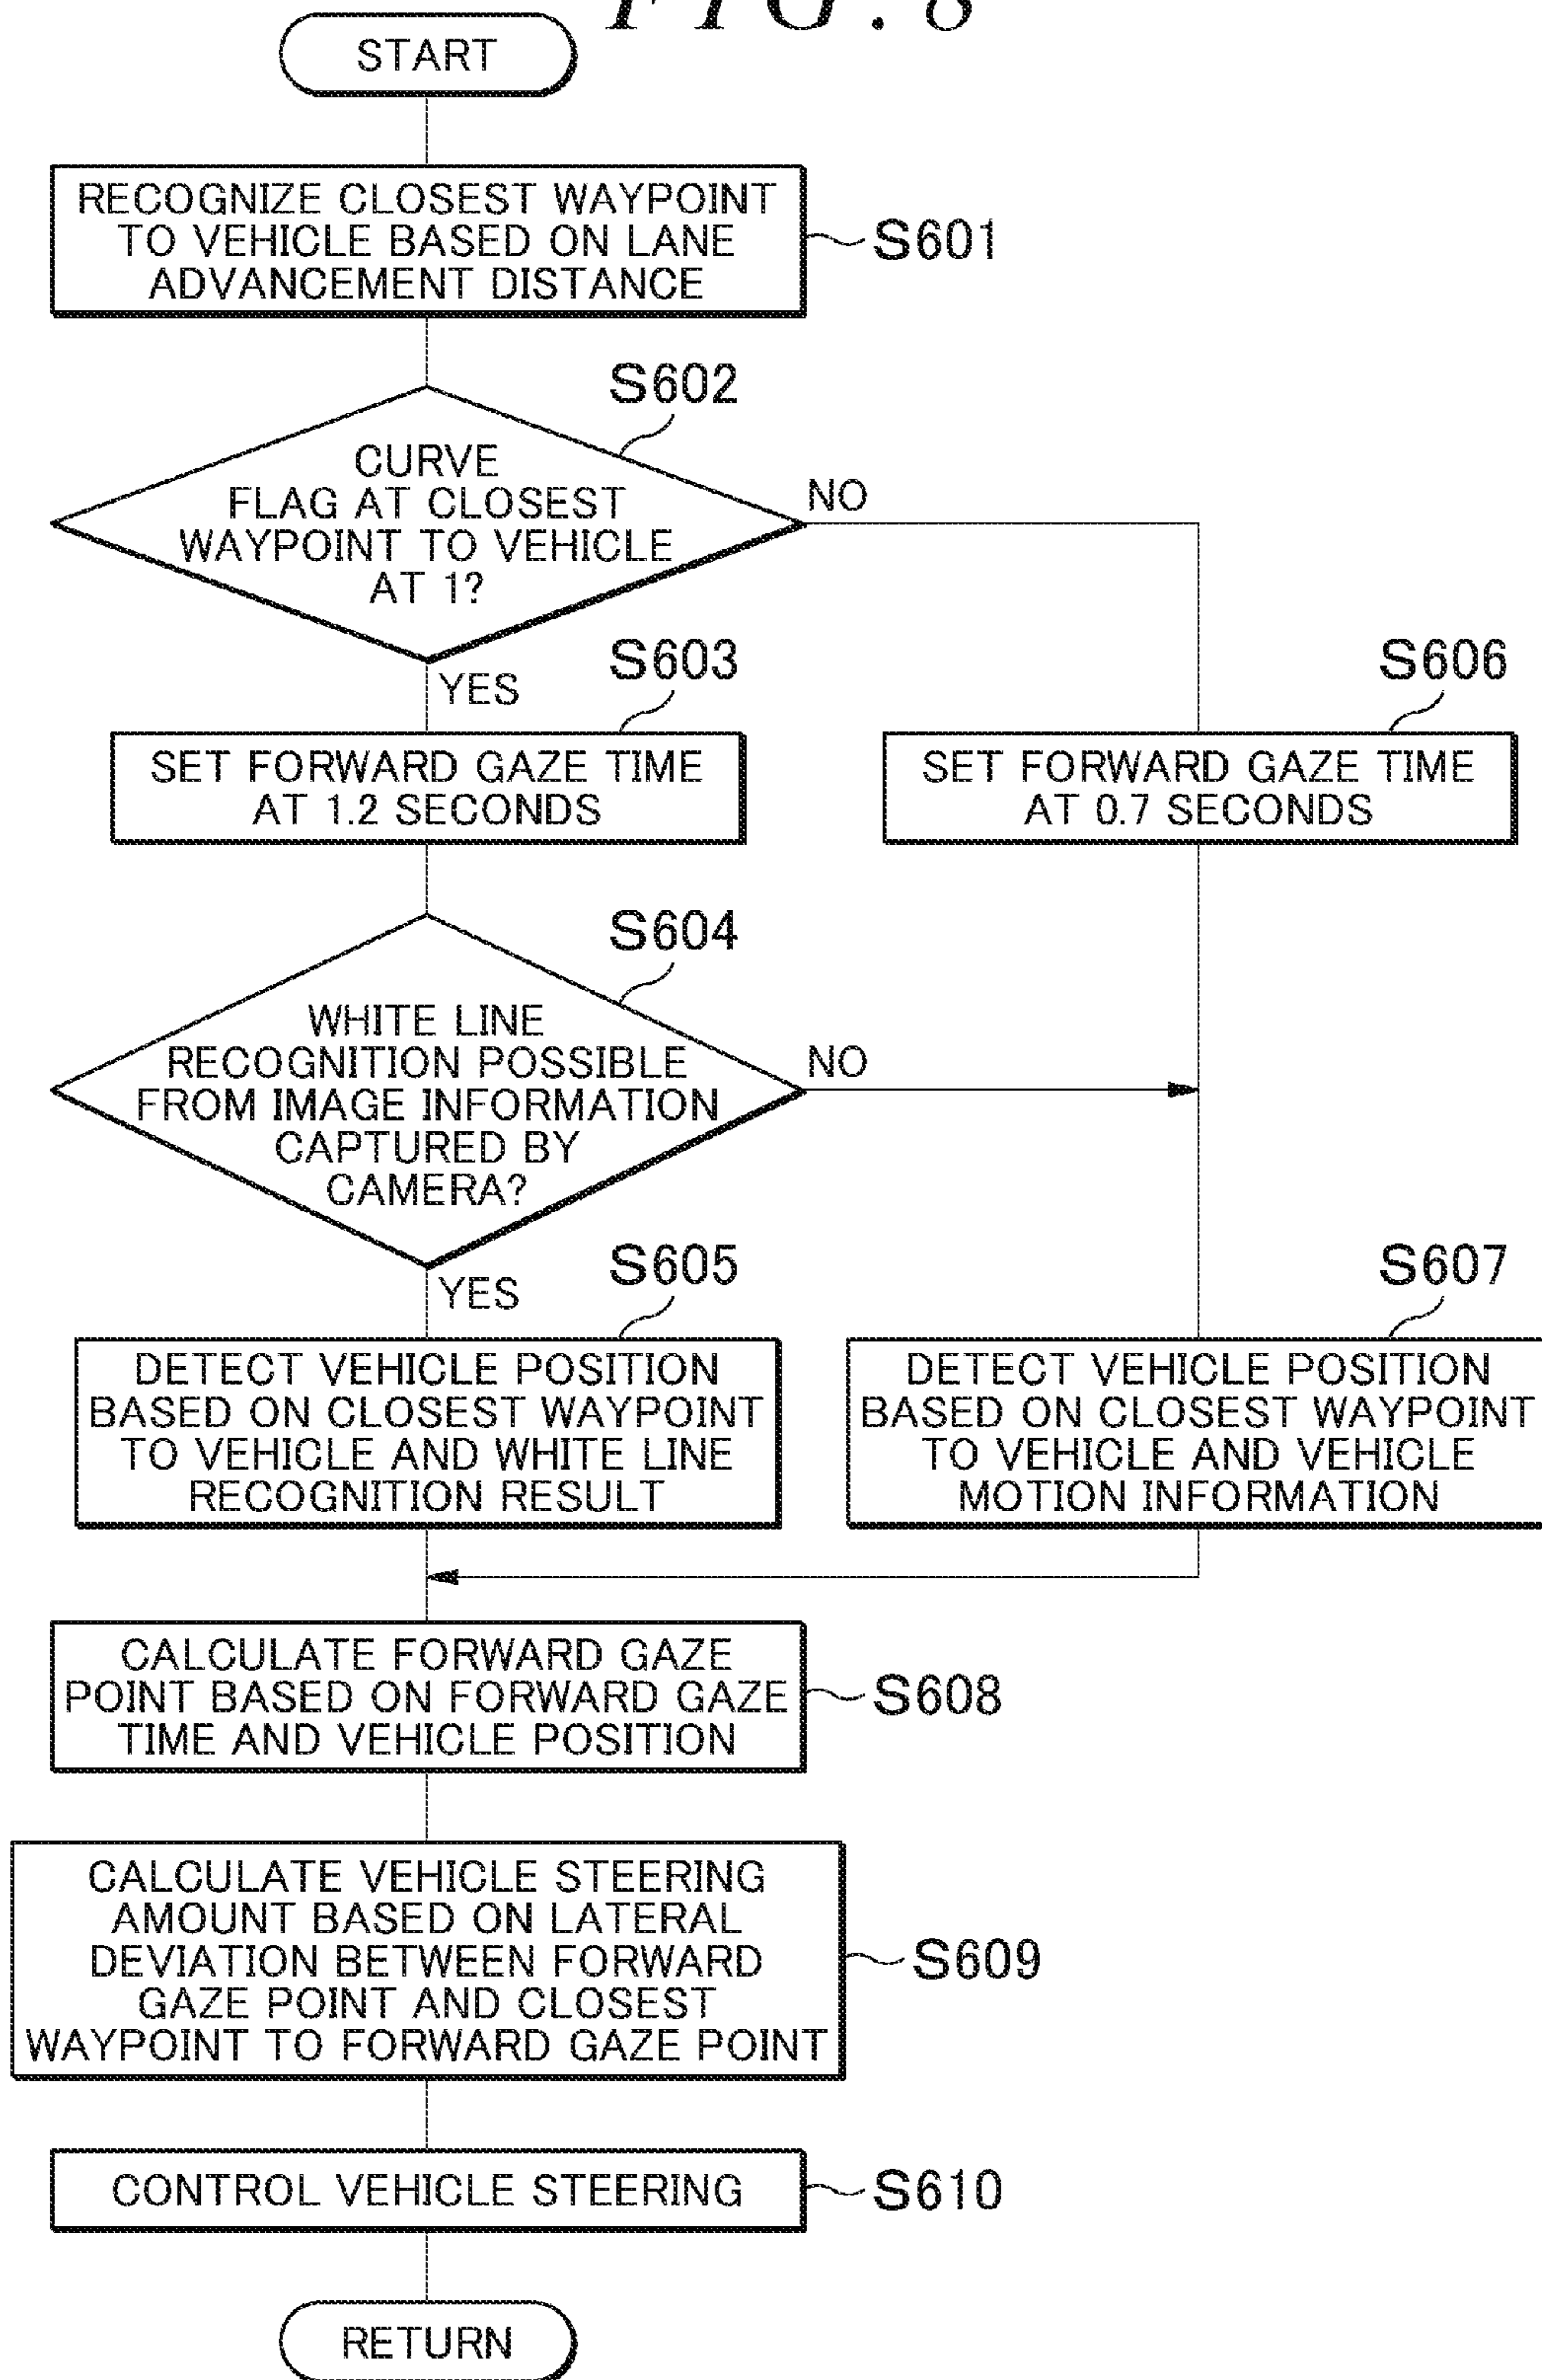 FIG. 8
START
RECOGNIZE CLOSEST WAYPOINT
TO VEHICLE BASED ON LANE
ADVANCEMENT DISTANCE
S601
S602
CURVE
FLAG AT CLOSEST
WAYPOINT TO VEHICLE
AT 1?
NO
YES
S603
SET FORWARD GAZE TIME
AT 1.2 SECONDS
S606
SET FORWARD GAZE TIME
AT 0.7 SECONDS
S604
WHITE LINE
RECOGNITION POSSIBLE
FROM IMAGE INFORMATION
CAPTURED BY
CAMERA?
NO
YES
S605
DETECT VEHICLE POSITION
BASED ON CLOSEST WAYPOINT
TO VEHICLE AND WHITE LINE
RECOGNITION RESULT
S607
DETECT VEHICLE POSITION
BASED ON CLOSEST WAYPOINT
TO VEHICLE AND VEHICLE
MOTION INFORMATION
CALCULATE FORWARD GAZE
POINT BASED ON FORWARD GAZE
TIME AND VEHICLE POSITION
S608
CALCULATE VEHICLE STEERING
AMOUNT BASED ON LATERAL
DEVIATION BETWEEN FORWARD
GAZE POINT AND CLOSEST
WAYPOINT TO FORWARD GAZE POINT
S609
CONTROL VEHICLE STEERING
S610
RETURN